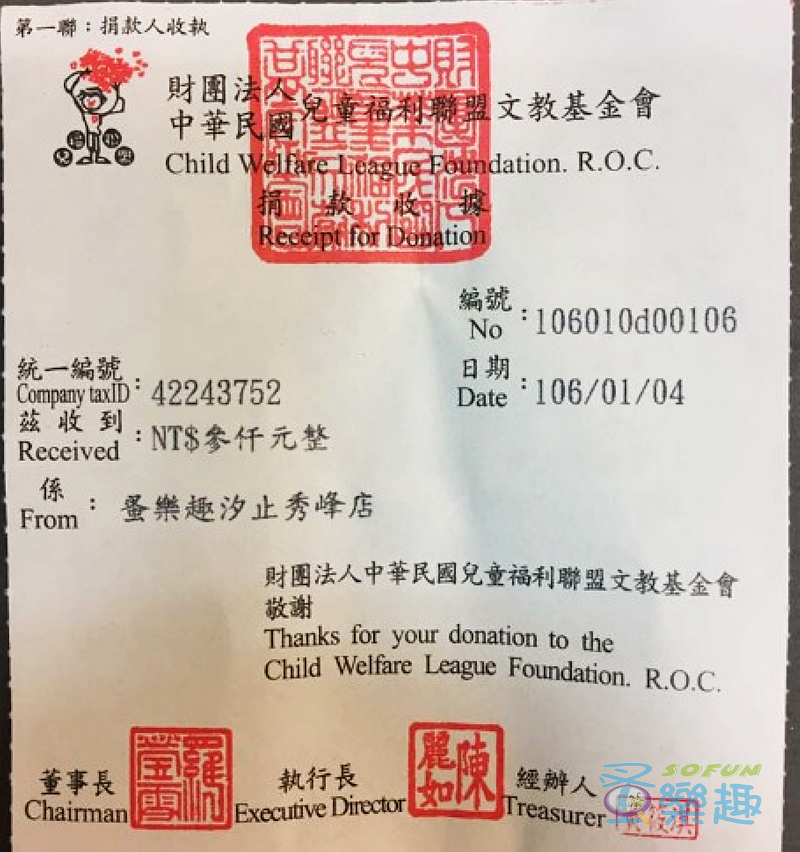 第一聯：捐款人收執
財團法人
中華民國兒童福利聯盟文教基金會
Child Welfare League Foundation. R.O.C.
捐款收據
Receipt for Donation
編號
No：106010d00106
統一編號
Company taxID：42243752
日期
Date：106/01/04
茲收到
Received：NT$參仟元整
係
From：蚤樂趣汐止秀峰店
財團法人中華民國兒童福利聯盟文教基金會
敬謝
Thanks for your donation to the
Child Welfare League Foundation. R.O.C.
董事長
Chairman
執行長
Executive Director
陳麗如
經辦人
Treasurer
SOFUN
蚤樂趣